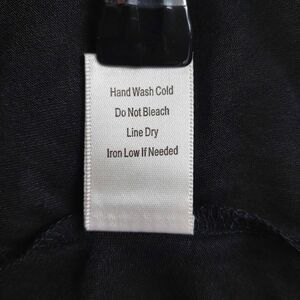 Hand Wash Cold
Do Not Bleach
Line Dry
Iron Low If Needed